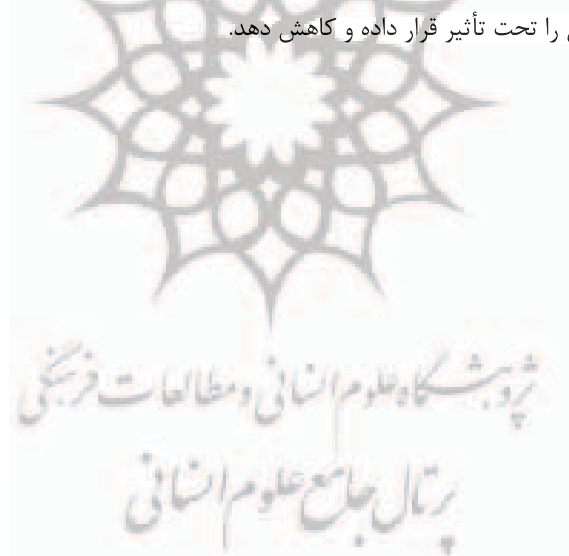 را تحت تأثیر قرار داده و کاهش دهد.
پژوهشگاه علوم انسانی و مطالعات فرهنگی
پرتال جامع علوم انسانی